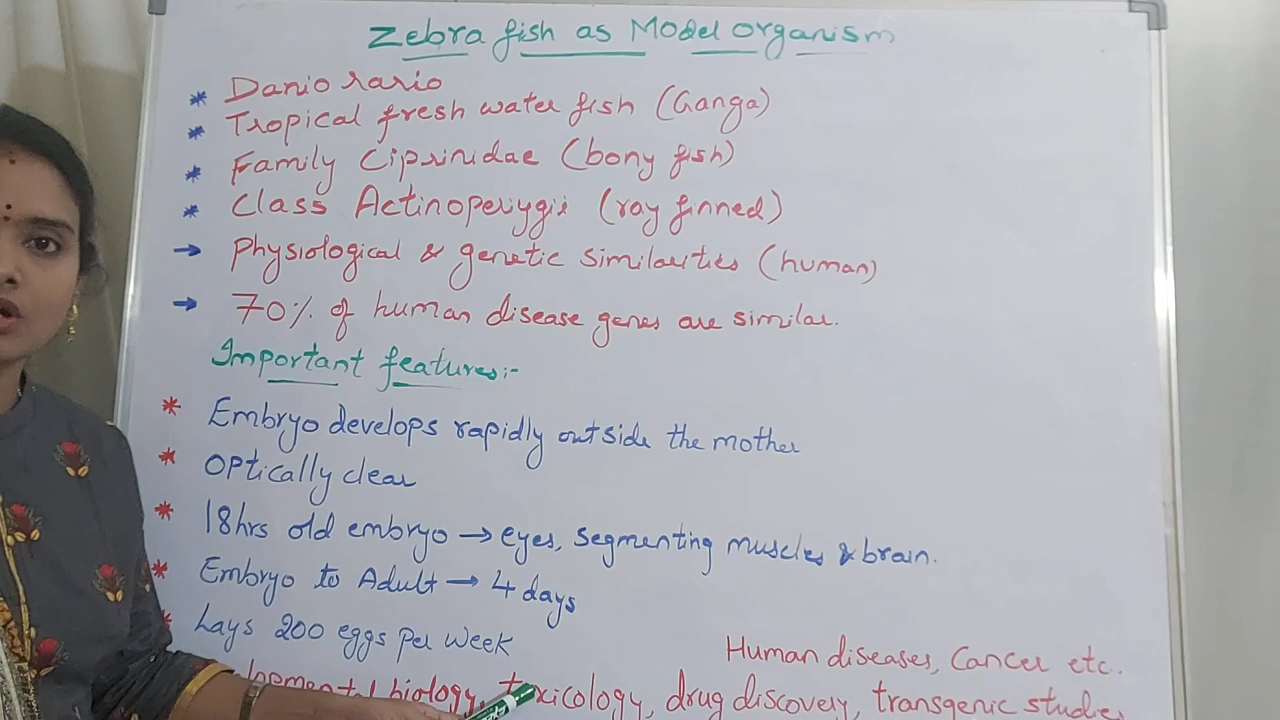 Zebra fish as Model organism
* Danio rario
* Tropical fresh water fish (Ganga)
* Family Ciprinidae (bony fish)
* Class Actinoperygii (ray finned)
→ Physiological & genetic similarities (human)
→ 70% of human disease genes are similar.
Important features:-
* Embryo develops rapidly outside the mother
* Optically clear
* 18hrs old embryo → eyes, segmenting muscles & brain.
* Embryo to Adult → 4 days
* Lays 200 eggs per week
Human diseases, Cancer etc.
biology, toxicology, drug discovery, transgenic studies